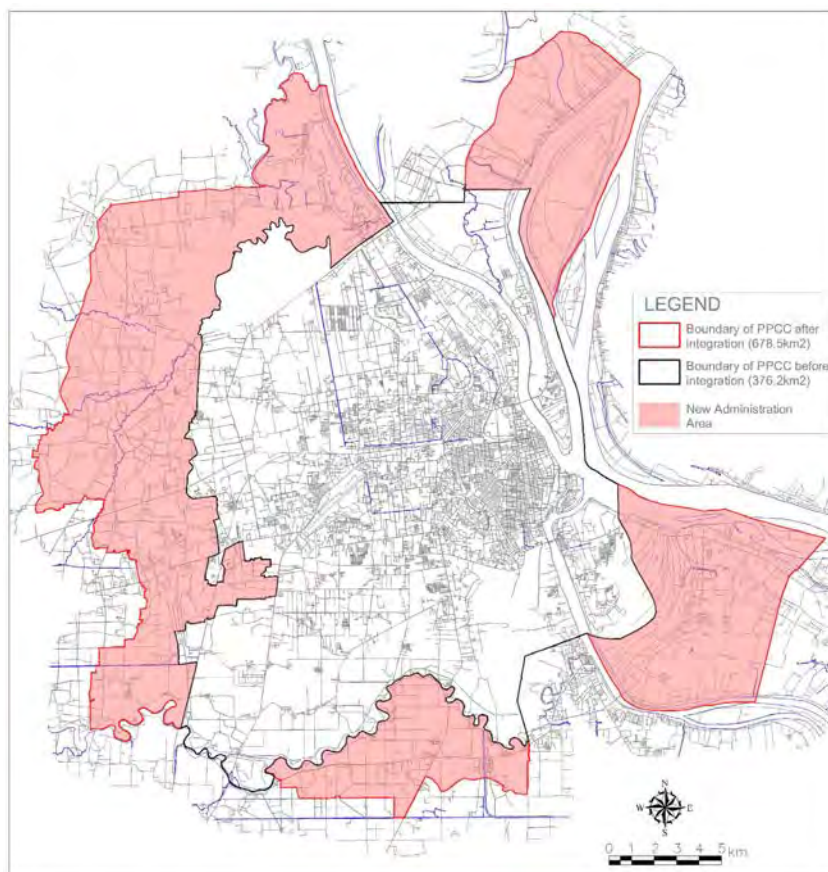 LEGEND
Boundary of PPCC after
integration (678.5km2)
Boundary of PPCC before
integration (376.2km2)
New Administration
Area
N
W E
S
0 1 2 3 4 5
km